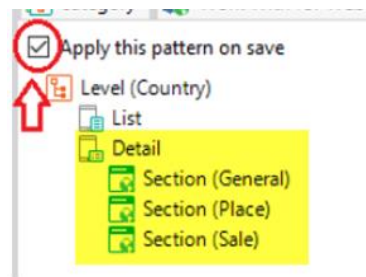 Apply this pattern on save
Level (Country)
List
Detail
Section (General)
Section (Place)
Section (Sale)